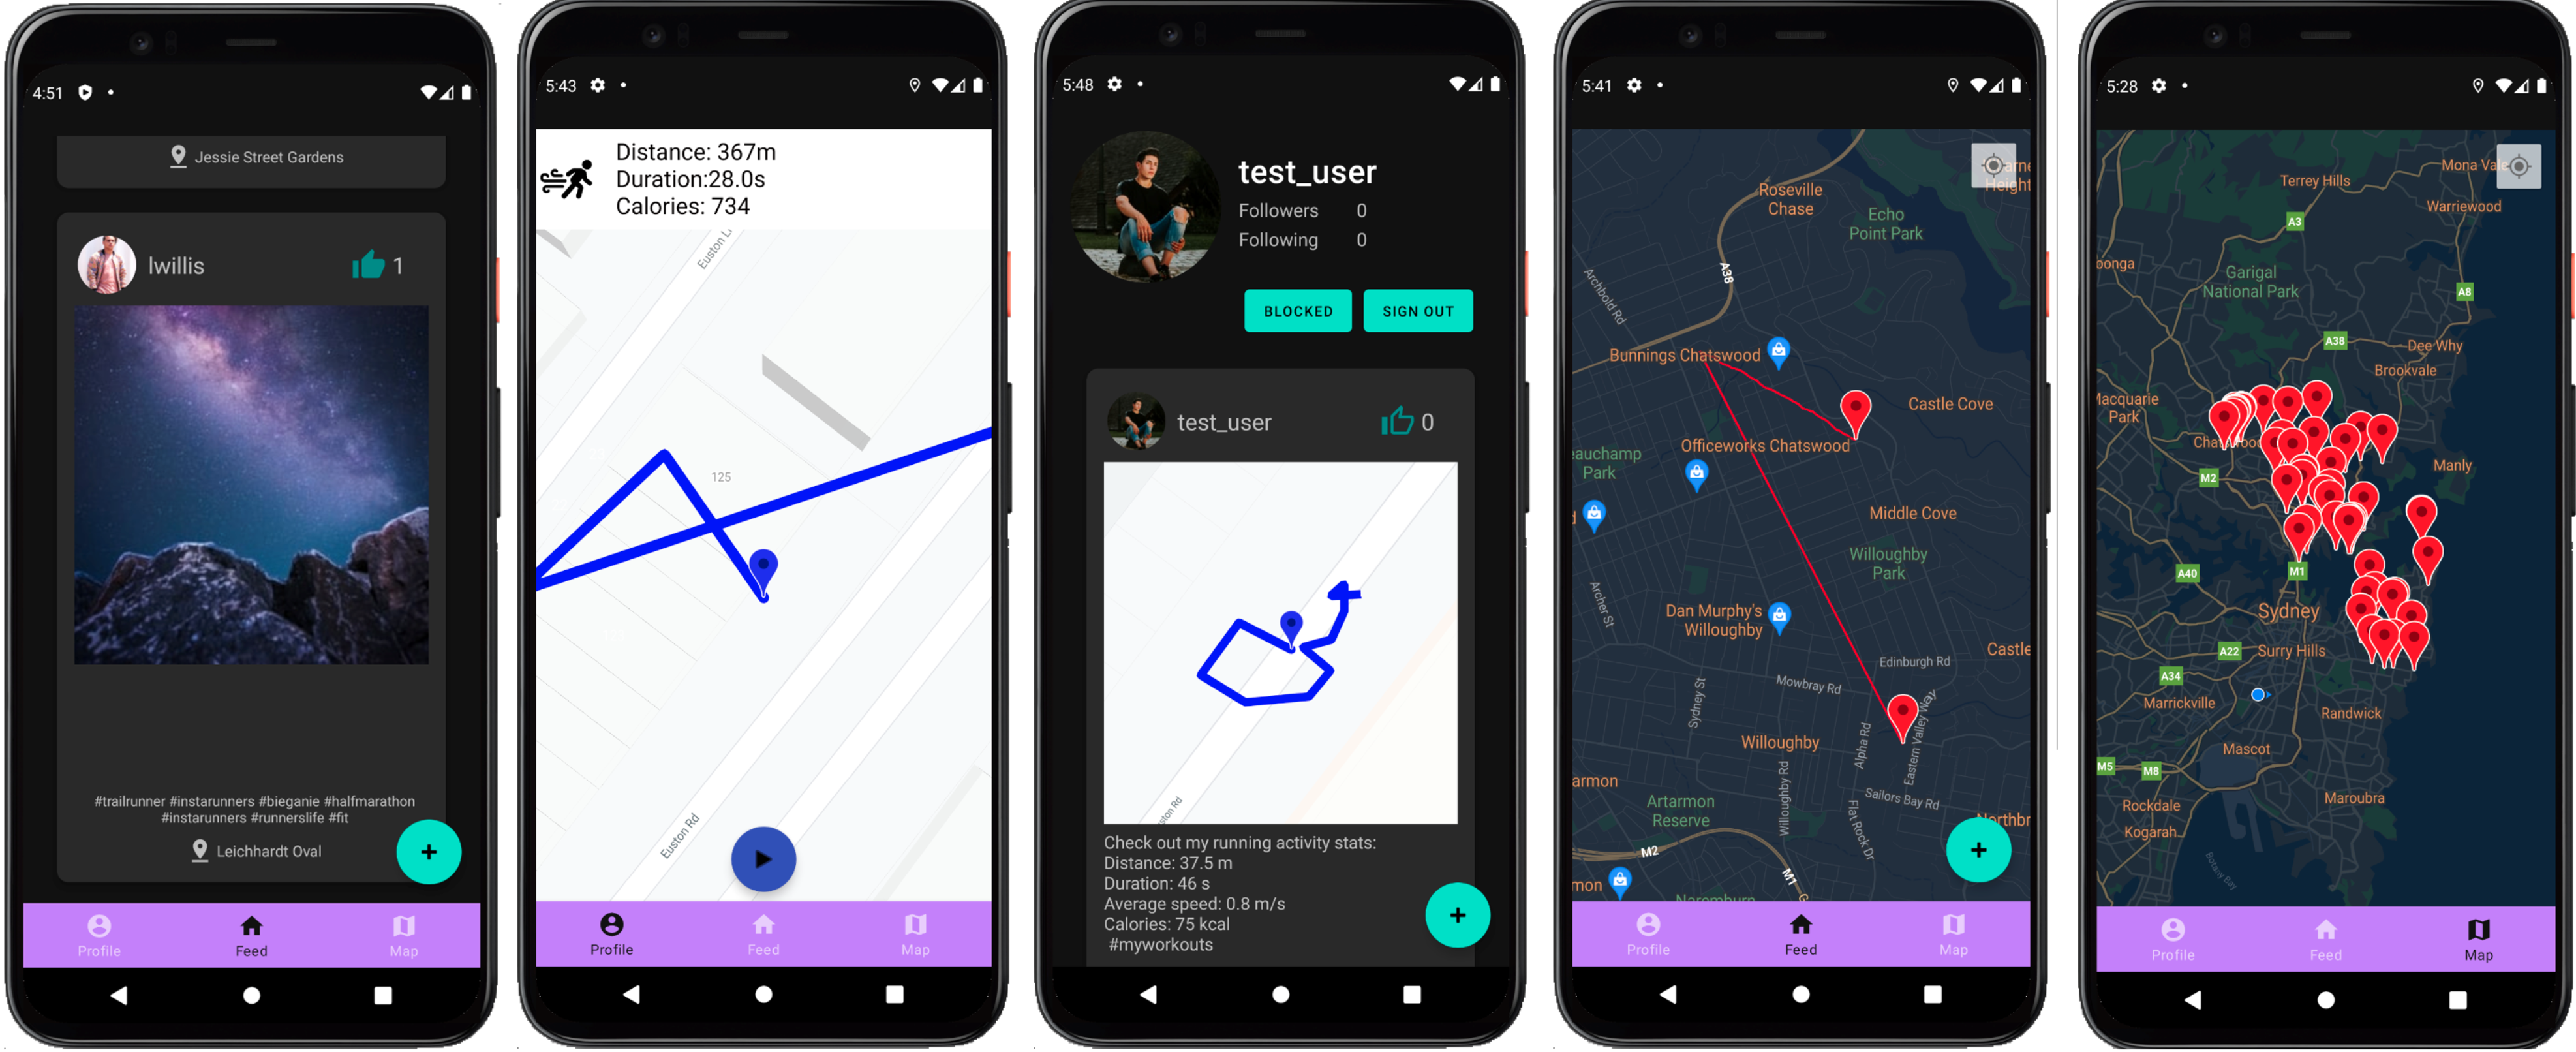 4:51
Jessie Street Gardens
lwillis
1
#trailrunner #instarunners #bieganie #halfmarathon
#instarunners #runnerslife #fit
Leichhardt Oval
+
Profile
Feed
Map
5:43
Distance: 367m
Duration:28.0s
Calories: 734
Euston
125
Euston Rd
Profile
Feed
Map
5:48
test_user
Followers 0
Following 0
BLOCKED
SIGN OUT
test_user
0
ston Rd
Check out my running activity stats:
Distance: 37.5 m
Duration: 46 s
Average speed: 0.8 m/s
Calories: 75 kcal
#myworkouts
+
5:41
Roseville
Chase
Echo
Point Park
A38
Archbold Rd
Bunnings Chatswood
Castle Cove
Officeworks Chatswood
eauchamp
Park
Middle Cove
Willoughby
Park
Archer St
Dan Murphy's
Willoughby
Castle
Edinburgh Rd
Mowbray Rd
Sydney St
Eastern Valley Way
Alpha Rd
Willoughby
armon
Willoughby Rd
Sailors Bay Rd
Artarmon
Reserve
Flat Rock Dr
Northbr
M2
M1
mon
Naremburn
+
Profile
Feed
Map
5:28
Mona Vale
Terrey Hills
Warriewood
A3
onga
Garigal
National Park
A8
A38
Dee Why
Brookvale
Macquarie
Park
Manly
M2
A40
M1
Sydney
A22
Surry Hills
A34
Marrickville
Randwick
Mascot
M5
M8
Rockdale
Maroubra
Kogarah
Botany Bay
Profile
Feed
Map